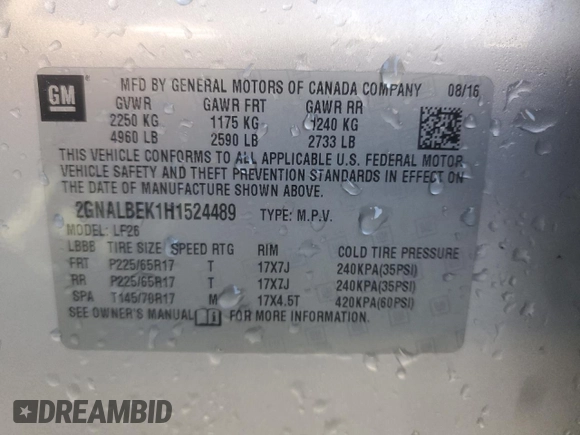 GM
MFD BY GENERAL MOTORS OF CANADA COMPANY 08/16
GVWR GAWR FRT GAWR RR
2250 KG 1175 KG 1240 KG
4960 LB 2590 LB 2733 LB
THIS VEHICLE CONFORMS TO ALL APPLICABLE U.S. FEDERAL MOTOR
VEHICLE SAFETY AND THEFT PREVENTION STANDARDS IN EFFECT ON
THE DATE OF MANUFACTURE SHOWN ABOVE.
2GNALBEK1H1524489 TYPE: M.P.V.
MODEL: LF26
LBBB TIRE SIZE SPEED RTG RIM COLD TIRE PRESSURE
FRT P225/65R17 T 17X7J 240KPA(35PSI)
RR P225/65R17 T 17X7J 240KPA(35PSI)
SPA T145/70R17 M 17X4.5T 420KPA(60PSI)
SEE OWNER'S MANUAL FOR MORE INFORMATION.
DREAMBID